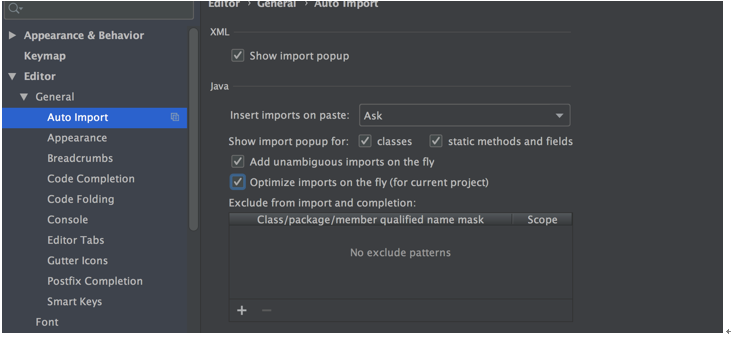 Editor › General › Auto Import
Appearance & Behavior
Keymap
Editor
General
Auto Import
Appearance
Breadcrumbs
Code Completion
Code Folding
Console
Editor Tabs
Gutter Icons
Postfix Completion
Smart Keys
Font
XML
Show import popup
Java
Insert imports on paste: Ask
Show import popup for: classes static methods and fields
Add unambiguous imports on the fly
Optimize imports on the fly (for current project)
Exclude from import and completion:
Class/package/member qualified name mask Scope
No exclude patterns